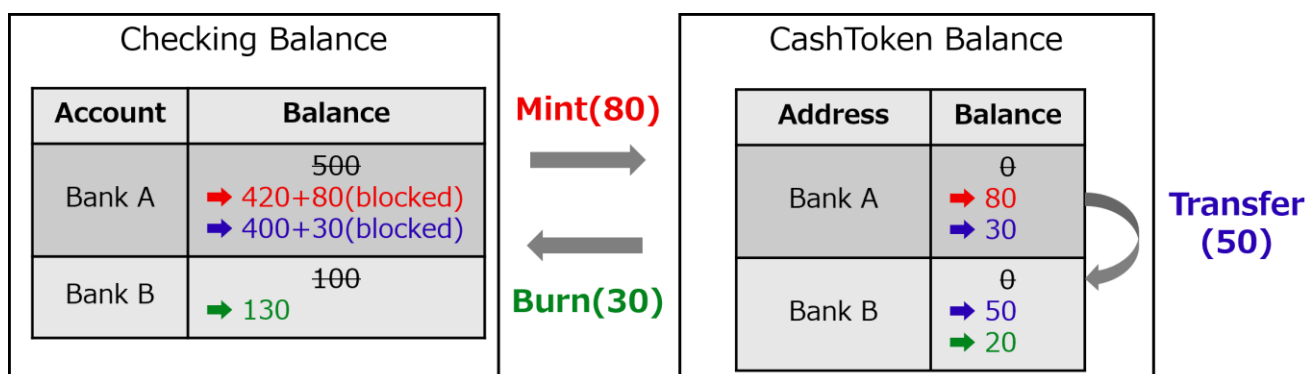 Checking Balance
Account Balance
Bank A
500
➡ 420+80(blocked)
➡ 400+30(blocked)
Bank B
100
➡ 130
Mint(80)
Burn(30)
CashToken Balance
Address Balance
Bank A
0
➡ 80
➡ 30
Bank B
0
➡ 50
➡ 20
Transfer
(50)